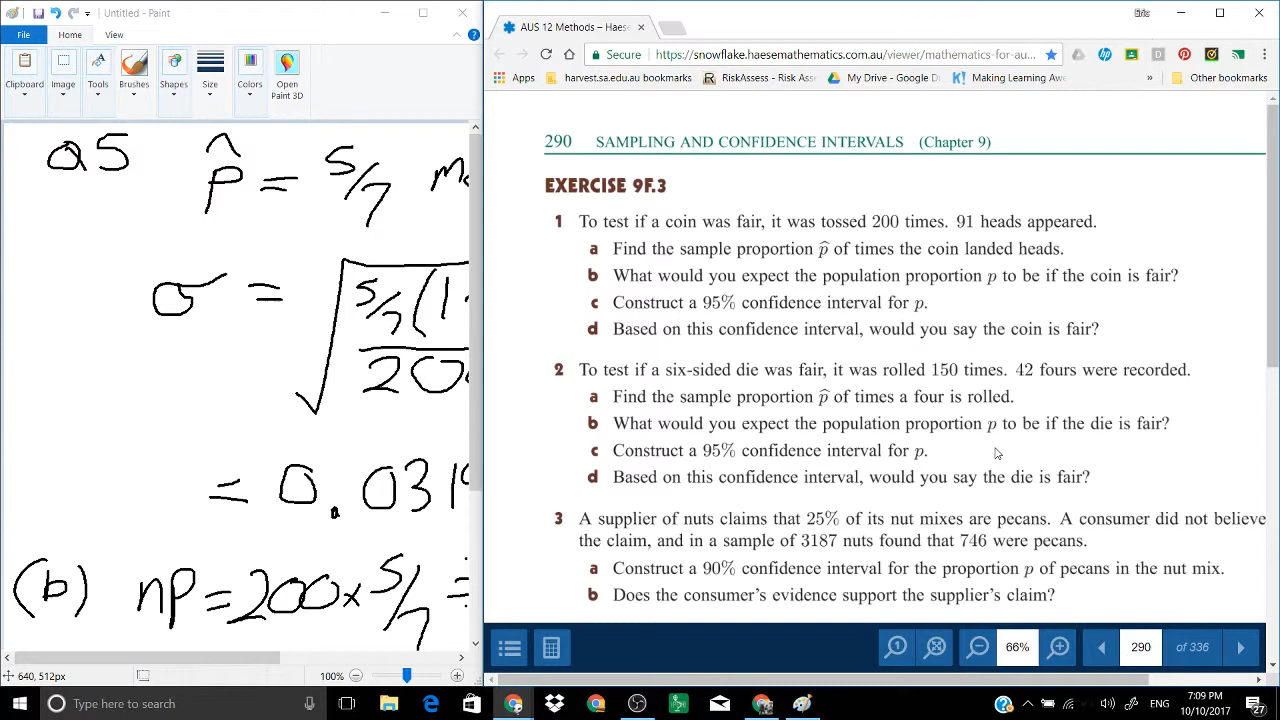 Untitled - Paint
File
Home
View
Clipboard
Image
Tools
Brushes
Shapes
Size
Colors
Open
Paint 3D
Q5 p̂ = 5/7
σ = √ 5/7(1
200
= 0.0319
(b) np = 200 × 5/7 =
640, 512px
100%
AUS 12 Methods – Haese
Secure
https://snowflake.haesemathematics.com.au/viewer/mathematics-for-au...
Apps
harvest.sa.edu.au bookmarks
RiskAssess - Risk Ass
My Drive - Google D
Making Learning Aw
Other bookmarks
290 SAMPLING AND CONFIDENCE INTERVALS (Chapter 9)
EXERCISE 9F.3
1 To test if a coin was fair, it was tossed 200 times. 91 heads appeared.
a Find the sample proportion p̂ of times the coin landed heads.
b What would you expect the population proportion p to be if the coin is fair?
c Construct a 95% confidence interval for p.
d Based on this confidence interval, would you say the coin is fair?
2 To test if a six-sided die was fair, it was rolled 150 times. 42 fours were recorded.
a Find the sample proportion p̂ of times a four is rolled.
b What would you expect the population proportion p to be if the die is fair?
c Construct a 95% confidence interval for p.
d Based on this confidence interval, would you say the die is fair?
3 A supplier of nuts claims that 25% of its nut mixes are pecans. A consumer did not believe
the claim, and in a sample of 3187 nuts found that 746 were pecans.
a Construct a 90% confidence interval for the proportion p of pecans in the nut mix.
b Does the consumer's evidence support the supplier's claim?
66%
290
of 336
Type here to search
ENG
7:09 PM
10/10/2017